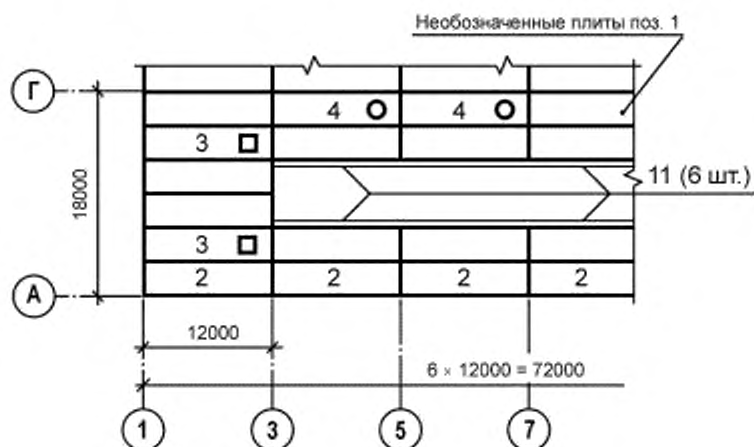 Необозначенные плиты поз. 1
Г
4 4
3
18000
11 (6 шт.)
3
2 2 2 2
А
12000
6 × 12000 = 72000
1 3 5 7